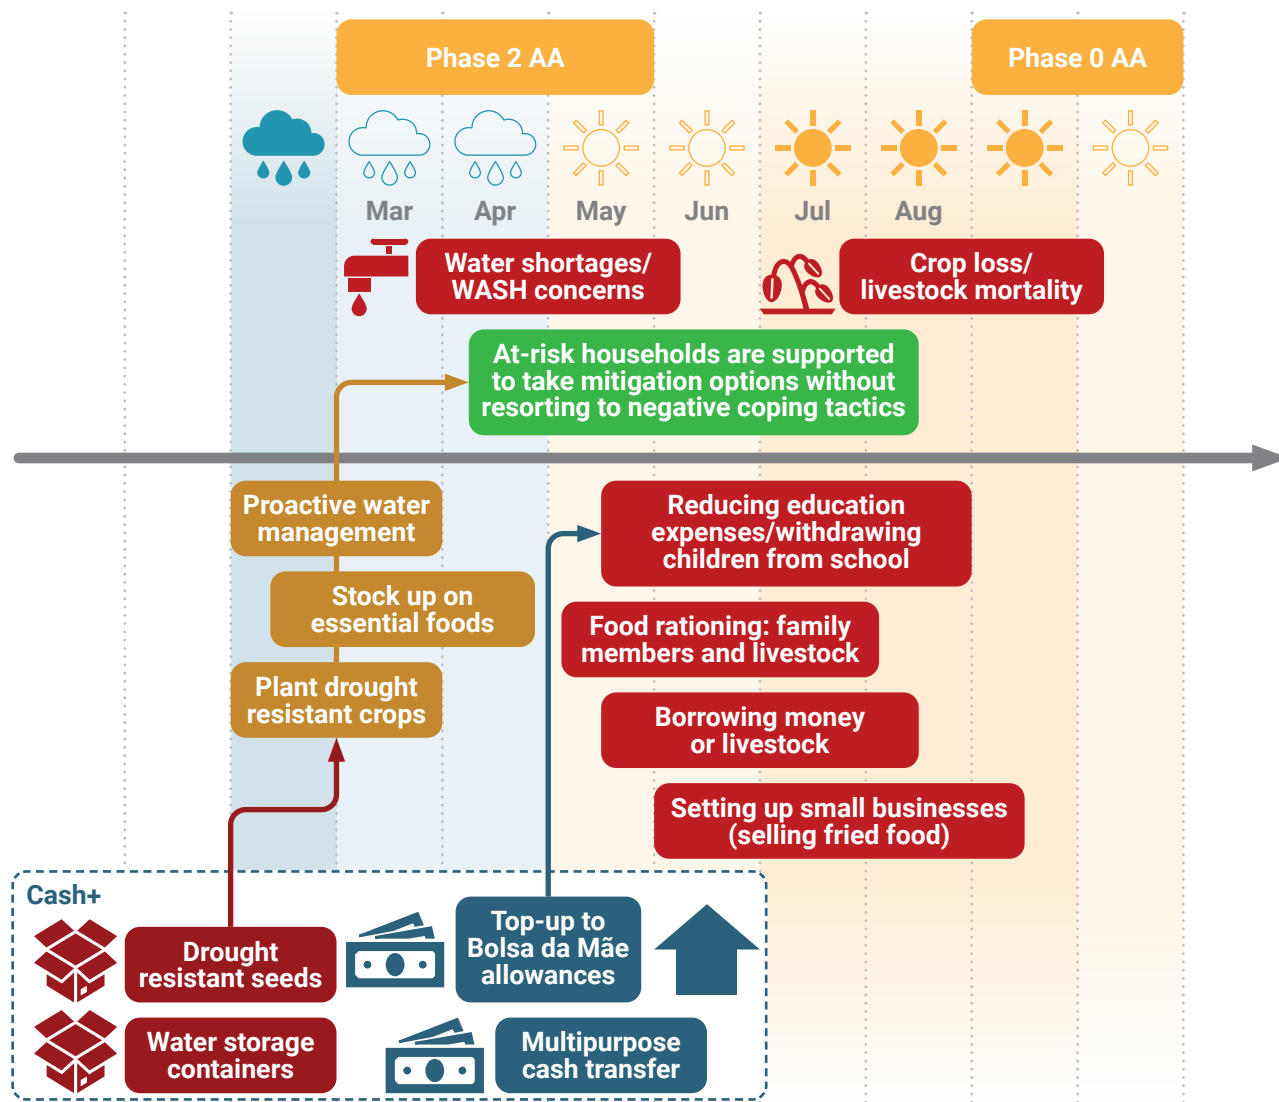 Phase 2 AA
Phase 0 AA
Mar
Apr
May
Jun
Jul
Aug
Water shortages/
WASH concerns
Crop loss/
livestock mortality
At-risk households are supported
to take mitigation options without
resorting to negative coping tactics
Proactive water
management
Stock up on
essential foods
Plant drought
resistant crops
Reducing education
expenses/withdrawing
children from school
Food rationing: family
members and livestock
Borrowing money
or livestock
Setting up small businesses
(selling fried food)
Cash+
Drought
resistant seeds
Top-up to
Bolsa da Mãe
allowances
Water storage
containers
Multipurpose
cash transfer